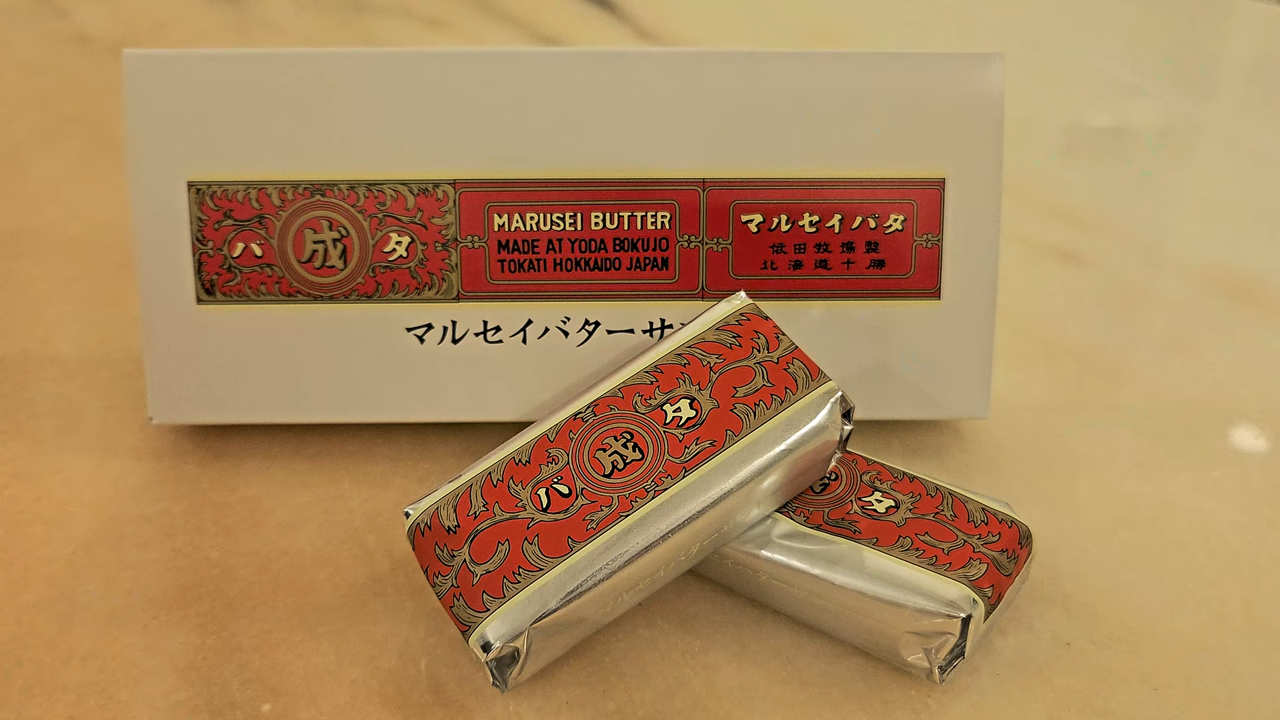 バ 成 タ
MARUSEI BUTTER
MADE AT YODA BOKUJO
TOKATI HOKKAIDO JAPAN
マルセイバタ
依田牧場製
北海道十勝
マルセイバターサ
バ 成 タ
タ